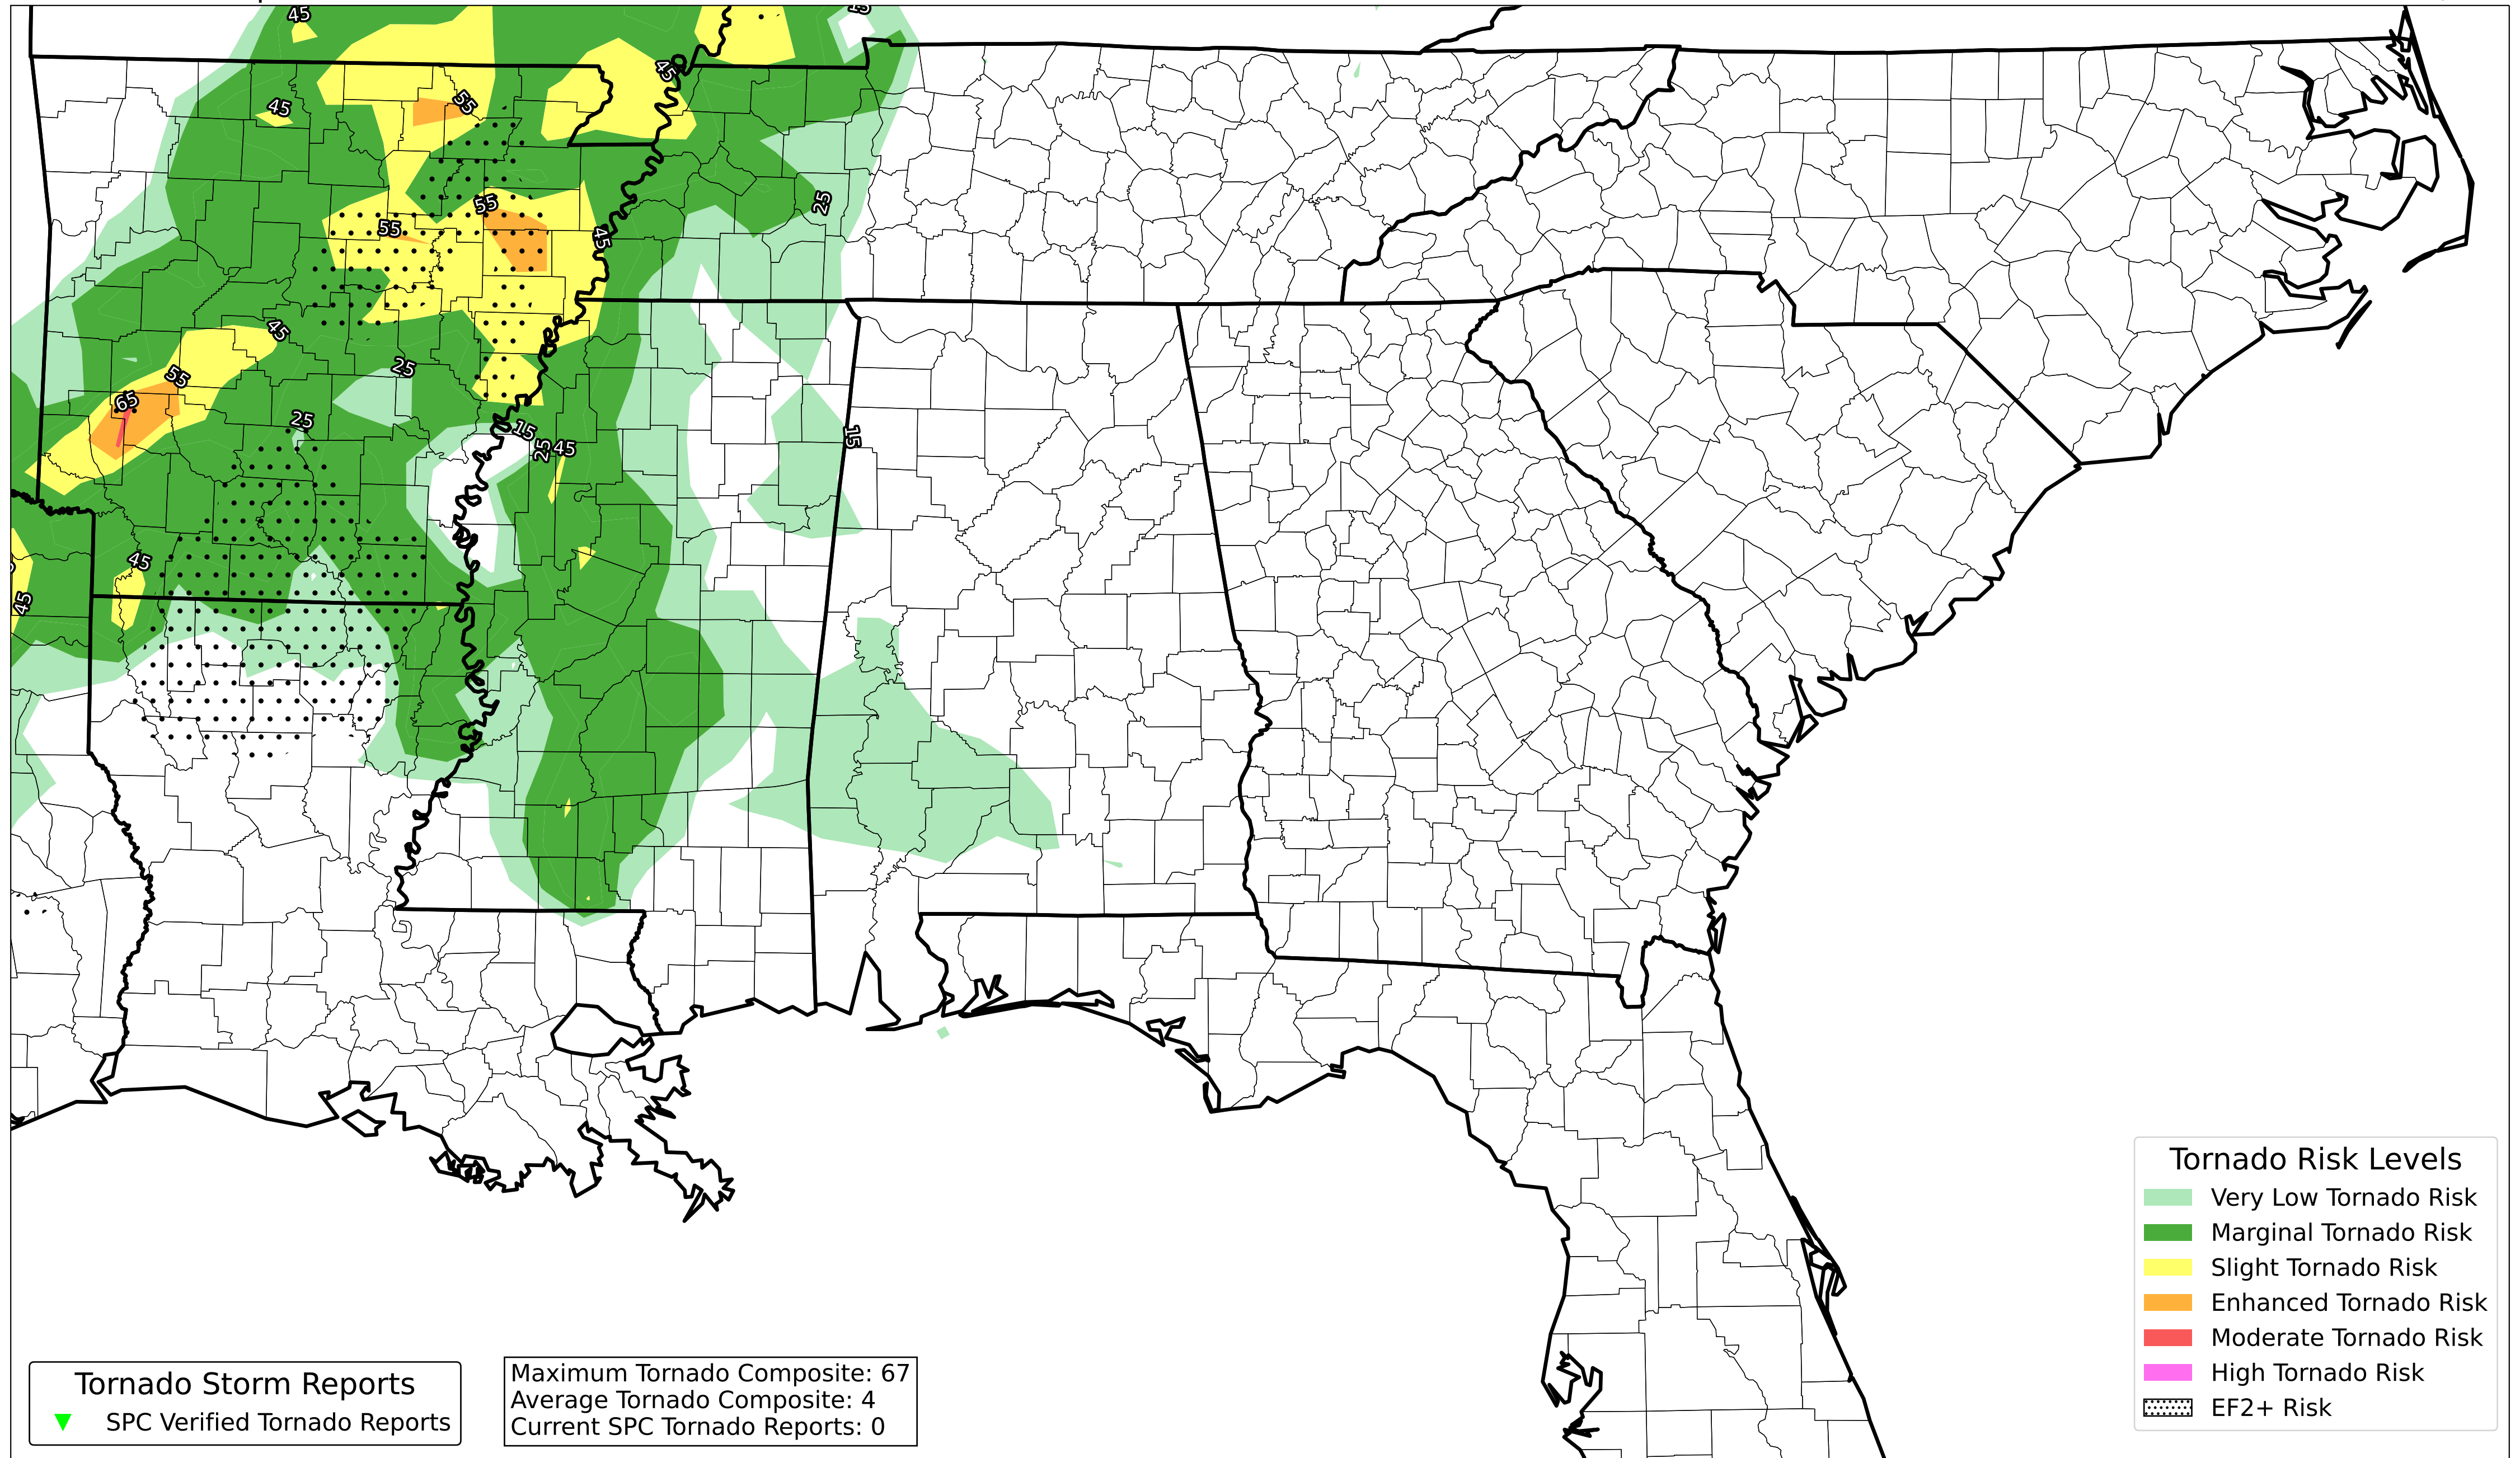 45
15
45
45
55
45
25
55
55
45
45
25
55
65
25
15
25
45
15
45
45
Tornado Risk Levels
Very Low Tornado Risk
Marginal Tornado Risk
Slight Tornado Risk
Enhanced Tornado Risk
Moderate Tornado Risk
High Tornado Risk
EF2+ Risk
Tornado Storm Reports
SPC Verified Tornado Reports
Maximum Tornado Composite: 67
Average Tornado Composite: 4
Current SPC Tornado Reports: 0